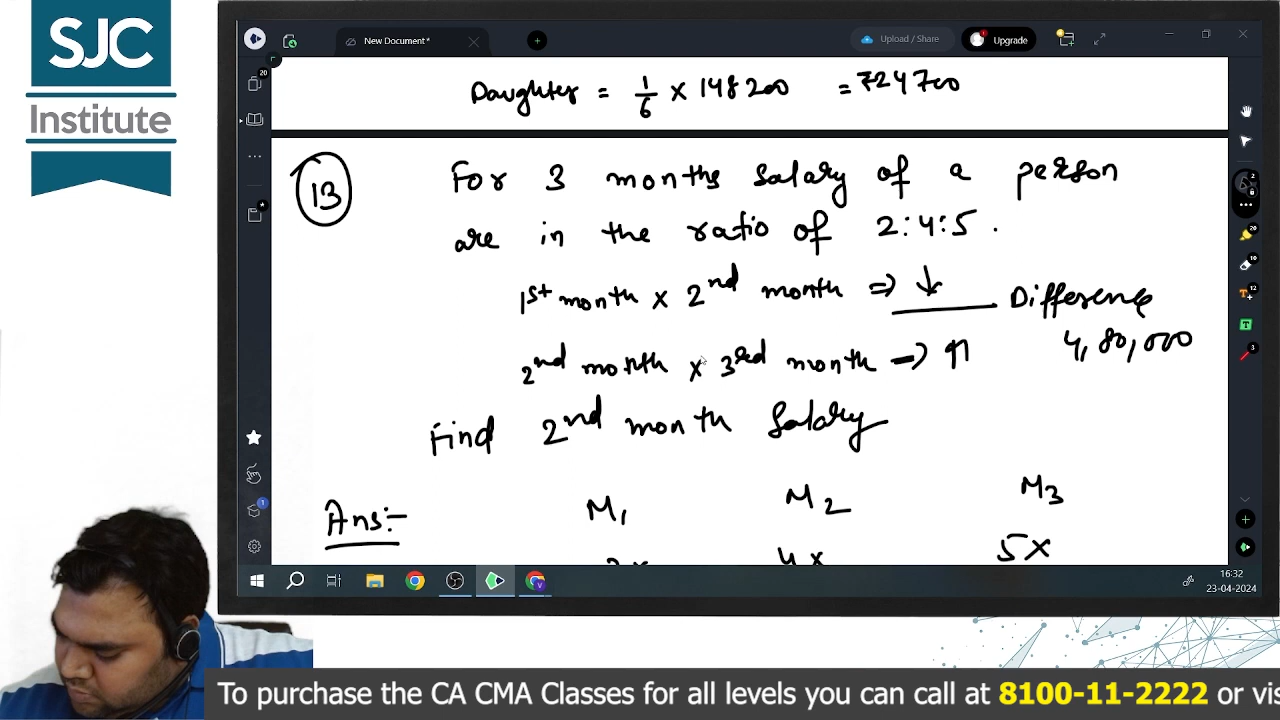 SJC
Institute
New Document*
Upload / Share
Upgrade
Daughter = 1/6 × 148200 = ₹24700
13
For 3 months salary of a person
are in the ratio of 2:4:5.
1st month × 2nd month ⇒ ↓
Difference
4,80,000
2nd month × 3rd month → ↑
Find 2nd month salary
Ans:-
M1 M2 M3
4x 5x
16:32
23-04-2024
To purchase the CA CMA Classes for all levels you can call at 8100-11-2222 or vis